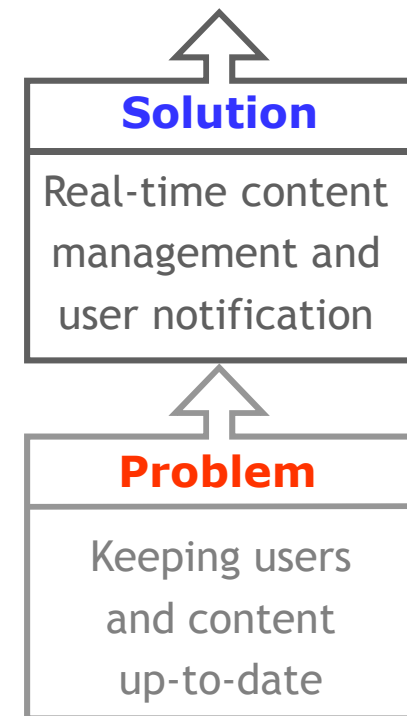 Solution
Real-time content
management and
user notification
Problem
Keeping users
and content
up-to-date